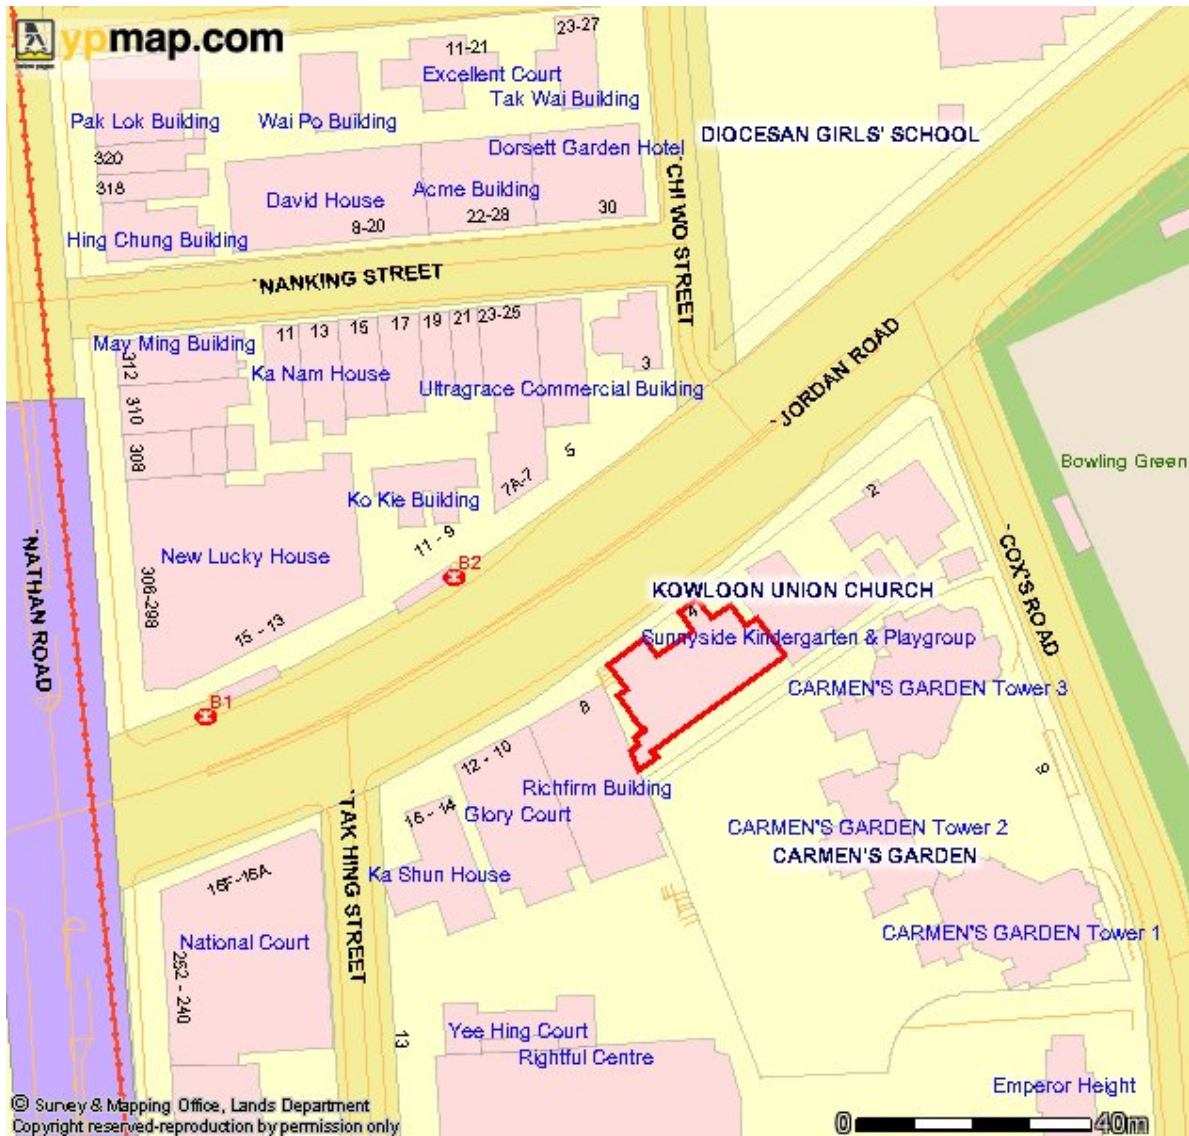 ypmap.com
yellow pages
23-27
11-21
Excellent Court
Tak Wai Building
Pak Lok Building
Wai Po Building
DIOCESAN GIRLS' SCHOOL
Dorsett Garden Hotel
320
318
Acme Building
David House
30
22-28
8-20
Hing Chung Building
CHI WO STREET
NANKING STREET
11
13
15
17
19
21
23-25
May Ming Building
312
Ka Nam House
3
Ultragrace Commercial Building
JORDAN ROAD
310
308
5
7A-7
Bowling Green
Ko Kie Building
2
11 - 9
New Lucky House
B2
NATHAN ROAD
306-298
15 - 13
COX'S ROAD
KOWLOON UNION CHURCH
4
Sunnyside Kindergarten & Playgroup
CARMEN'S GARDEN Tower 3
B1
8
12 - 10
Richfirm Building
9
16 - 14
Glory Court
CARMEN'S GARDEN Tower 2
CARMEN'S GARDEN
TAK HING STREET
Ka Shun House
16F-16A
National Court
CARMEN'S GARDEN Tower 1
252 - 240
13
Yee Hing Court
Rightful Centre
Emperor Height
© Survey & Mapping Office, Lands Department
Copyright reserved-reproduction by permission only
0 40m